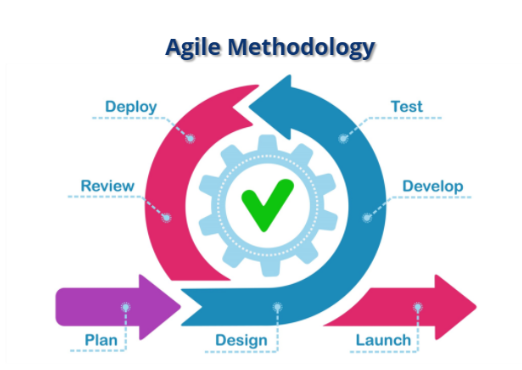 Agile Methodology
Deploy
Test
Review
Develop
Plan
Design
Launch